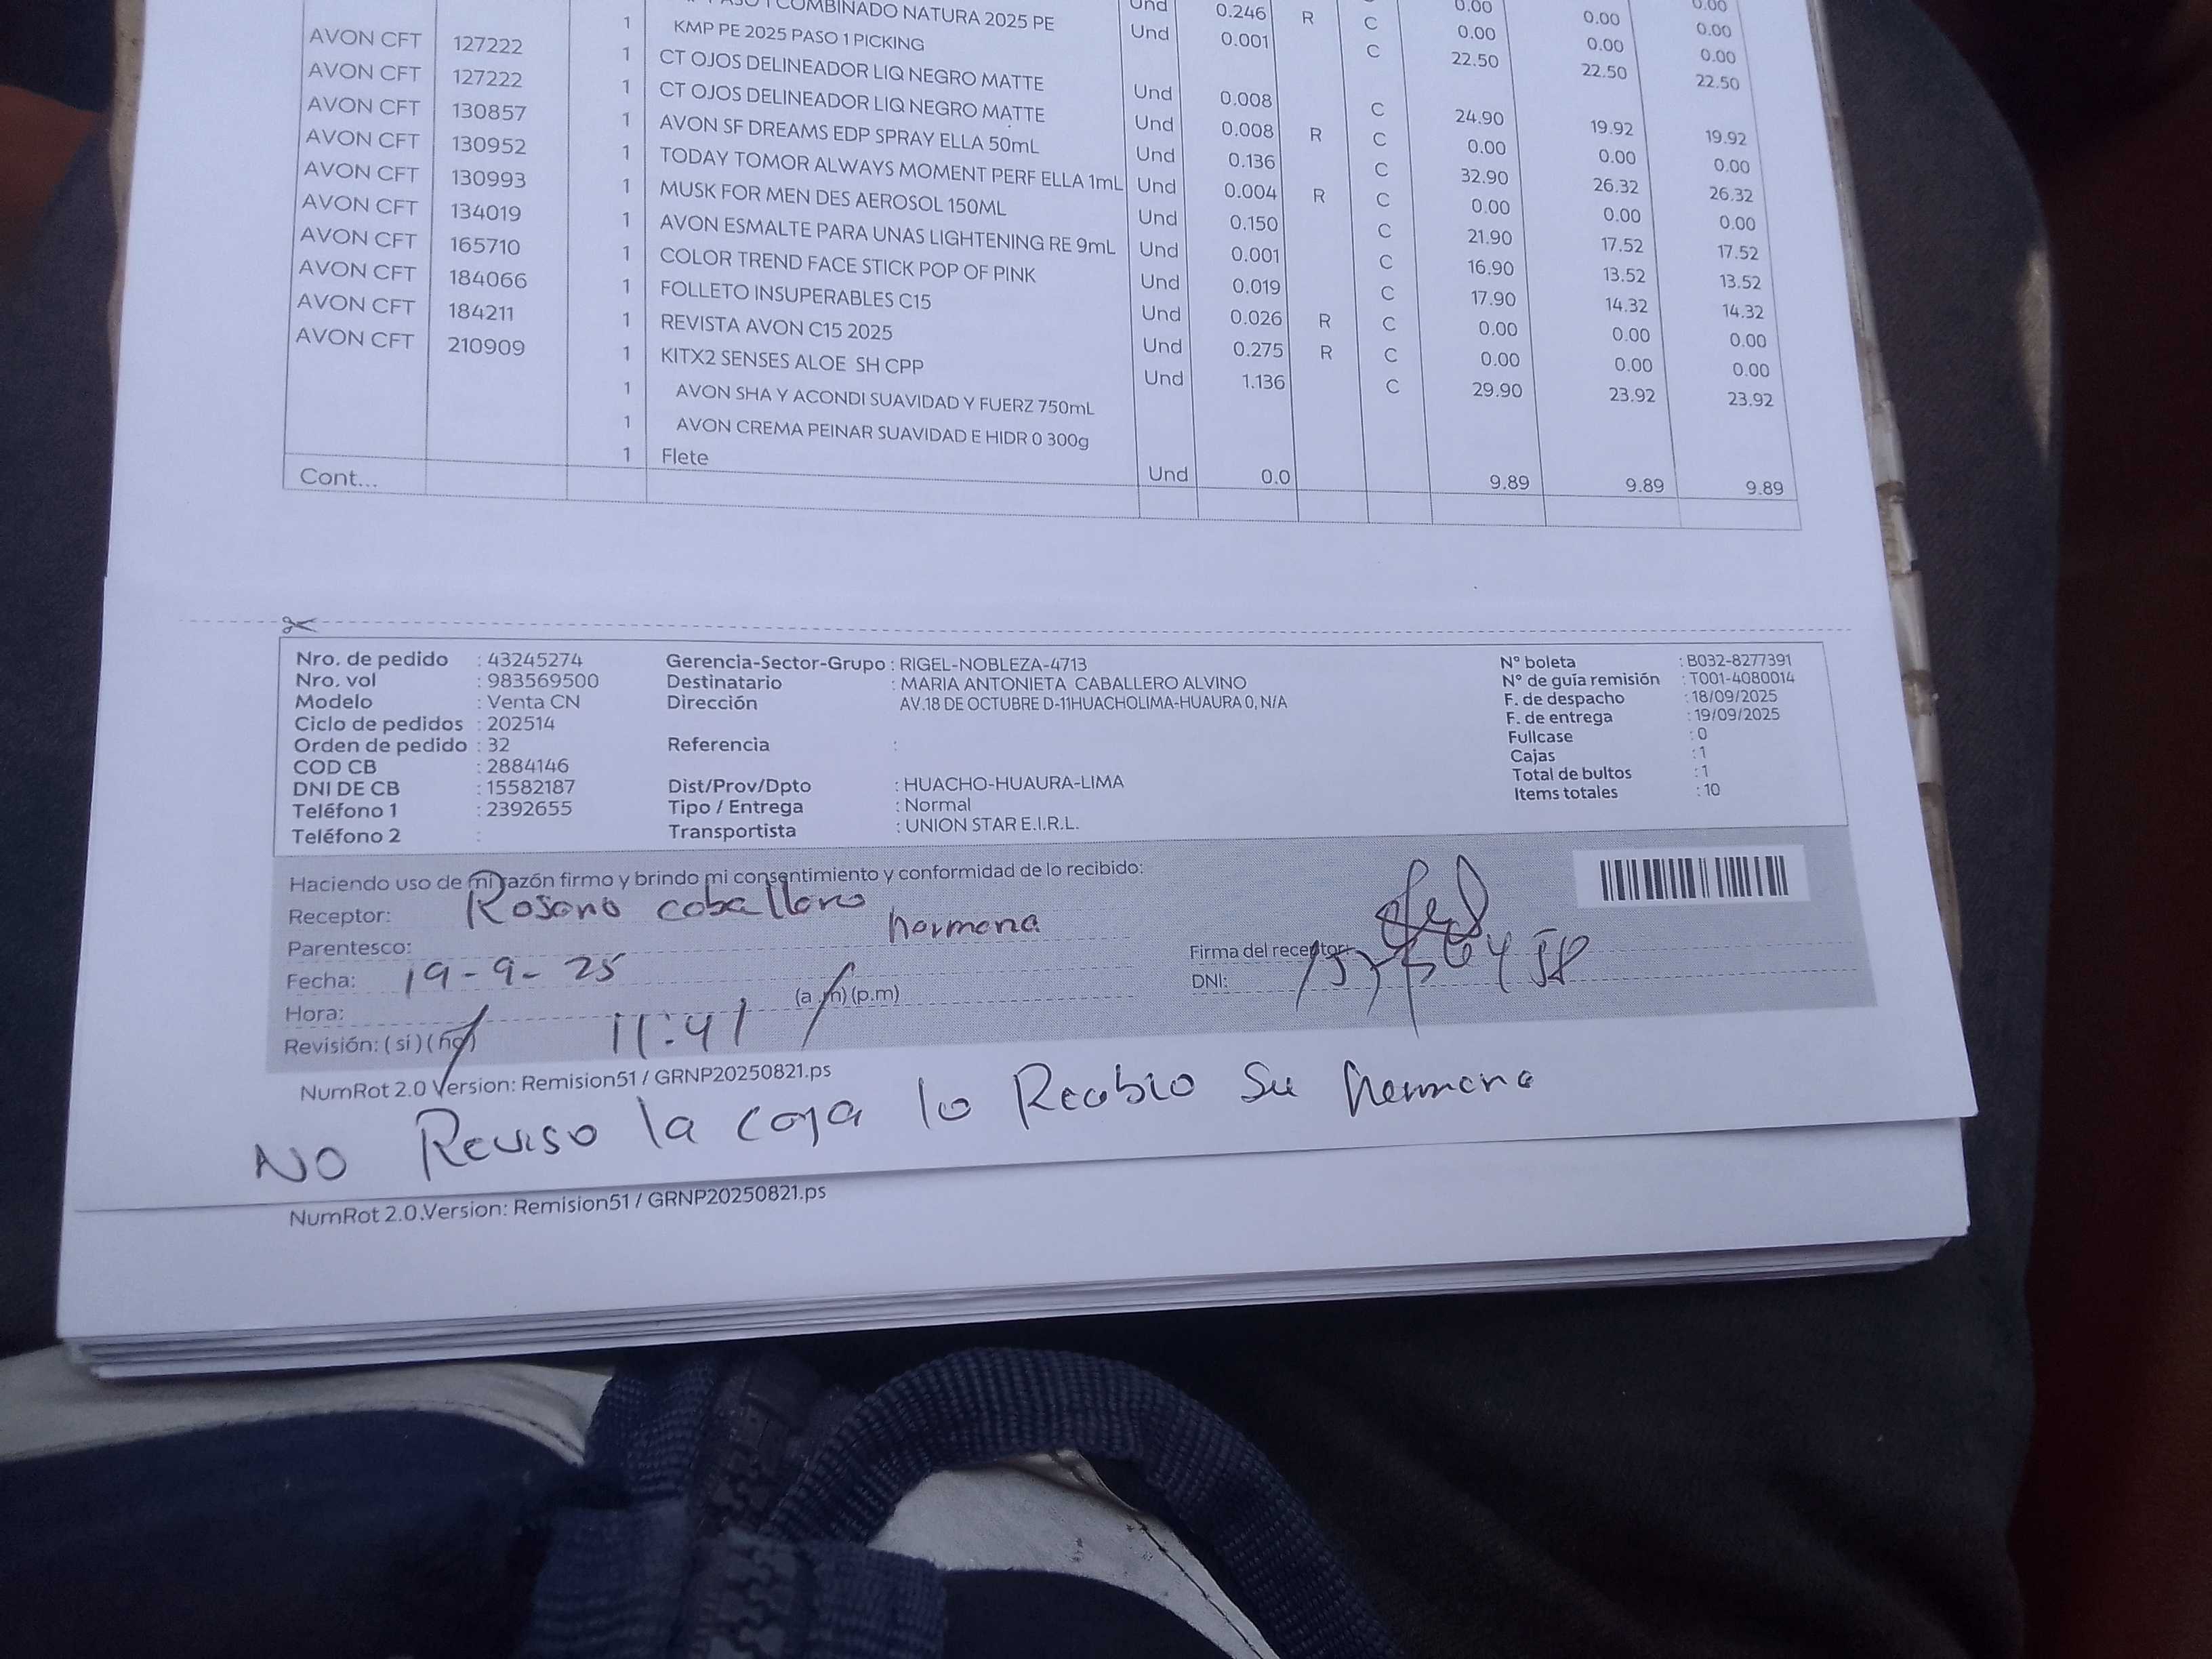 COMBINADO NATURA 2025 PE Und 0.246 R C 0.00 0.00 0.00
1 KMP PE 2025 PASO 1 PICKING Und 0.001 C 0.00 0.00 0.00
AVON CFT 127222 1 CT OJOS DELINEADOR LIQ NEGRO MATTE 22.50 22.50 22.50
AVON CFT 127222 1 CT OJOS DELINEADOR LIQ NEGRO MATTE Und 0.008 C 24.90 19.92 19.92
AVON CFT 130857 1 AVON SF DREAMS EDP SPRAY ELLA 50mL Und 0.008 R C 0.00 0.00 0.00
AVON CFT 130952 1 TODAY TOMOR ALWAYS MOMENT PERF ELLA 1mL Und 0.136 C 32.90 26.32 26.32
AVON CFT 130993 1 MUSK FOR MEN DES AEROSOL 150ML Und 0.004 R C 0.00 0.00 0.00
AVON CFT 134019 1 AVON ESMALTE PARA UNAS LIGHTENING RE 9mL Und 0.150 C 21.90 17.52 17.52
AVON CFT 165710 1 COLOR TREND FACE STICK POP OF PINK Und 0.001 C 16.90 13.52 13.52
AVON CFT 184066 1 FOLLETO INSUPERABLES C15 Und 0.019 C 17.90 14.32 14.32
AVON CFT 184211 1 REVISTA AVON C15 2025 Und 0.026 R C 0.00 0.00 0.00
AVON CFT 210909 1 KITX2 SENSES ALOE SH CPP Und 0.275 R C 0.00 0.00 0.00
1 AVON SHA Y ACONDI SUAVIDAD Y FUERZ 750mL Und 1.136 C 29.90 23.92 23.92
1 AVON CREMA PEINAR SUAVIDAD E HIDR 0 300g
1 Flete Und 0.0 9.89 9.89 9.89
Cont...
Nro. de pedido : 43245274 Gerencia-Sector-Grupo : RIGEL-NOBLEZA-4713 N° boleta : B032-8277391
Nro. vol : 983569500 Destinatario : MARIA ANTONIETA CABALLERO ALVINO N° de guía remisión : T001-4080014
Modelo : Venta CN Dirección AV.18 DE OCTUBRE D-11HUACHOLIMA-HUAURA 0, N/A F. de despacho : 18/09/2025
Ciclo de pedidos : 202514 F. de entrega : 19/09/2025
Orden de pedido : 32 Referencia : Fullcase : 0
COD CB : 2884146 Cajas : 1
DNI DE CB : 15582187 Dist/Prov/Dpto : HUACHO-HUAURA-LIMA Total de bultos : 1
Teléfono 1 : 2392655 Tipo / Entrega : Normal Items totales : 10
Teléfono 2 : Transportista : UNION STAR E.I.R.L.
Haciendo uso de mi razón firmo y brindo mi consentimiento y conformidad de lo recibido:
Receptor: Rosana caballero
Parentesco: hermana Firma del receptor:
Fecha: 19-9-25 DNI:
Hora: 11:41 (a.m) (p.m)
Revisión: ( si ) ( no )
NumRot 2.0 Version: Remision51 / GRNP20250821.ps
NO Reviso la caja lo Recibio Su hermana
NumRot 2.0.Version: Remision51 / GRNP20250821.ps